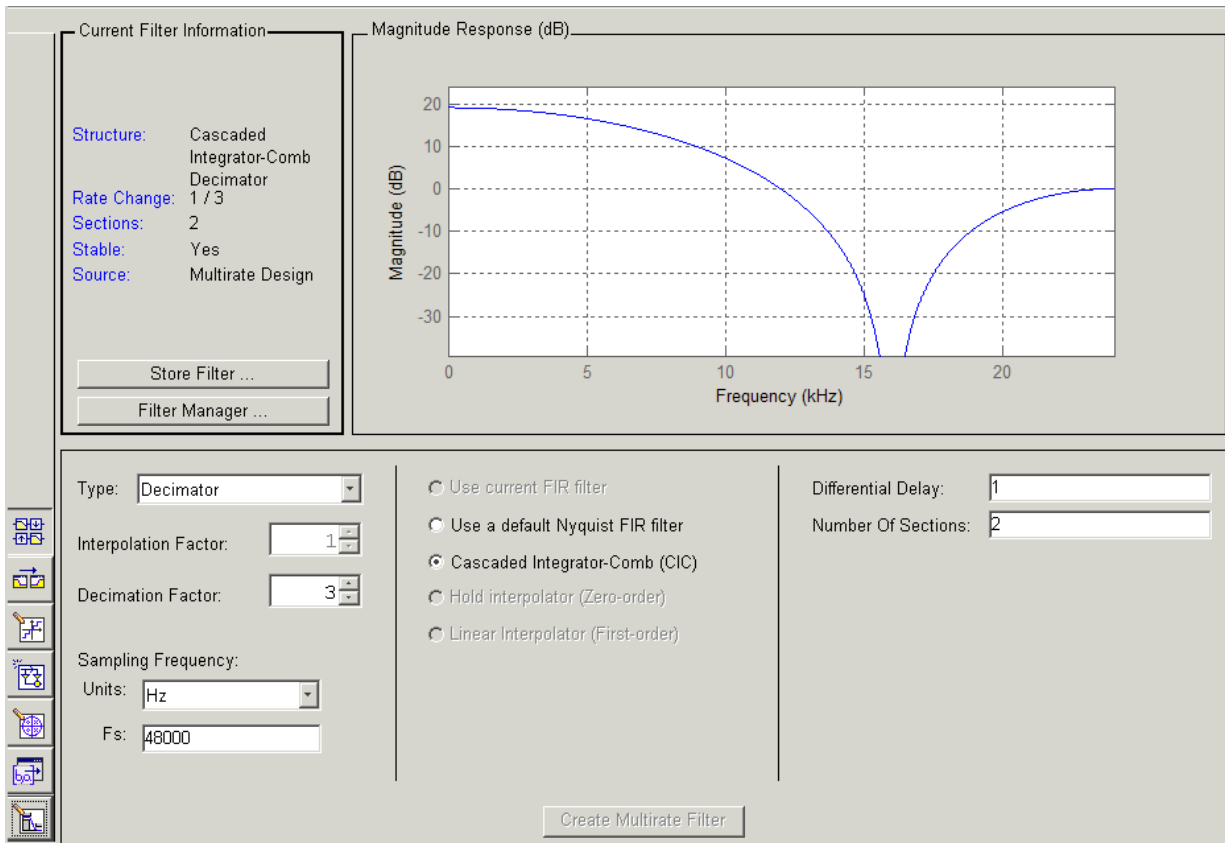 Current Filter Information
Structure: Cascaded
Integrator-Comb
Decimator
Rate Change: 1 / 3
Sections: 2
Stable: Yes
Source: Multirate Design
Store Filter ...
Filter Manager ...
Magnitude Response (dB)
20
10
0
-10
-20
-30
Magnitude (dB)
0 5 10 15 20
Frequency (kHz)
Type: Decimator
Interpolation Factor: 1
Decimation Factor: 3
Sampling Frequency:
Units: Hz
Fs: 48000
Use current FIR filter
Use a default Nyquist FIR filter
Cascaded Integrator-Comb (CIC)
Hold interpolator (Zero-order)
Linear Interpolator (First-order)
Differential Delay: 1
Number Of Sections: 2
Create Multirate Filter
[b,a]